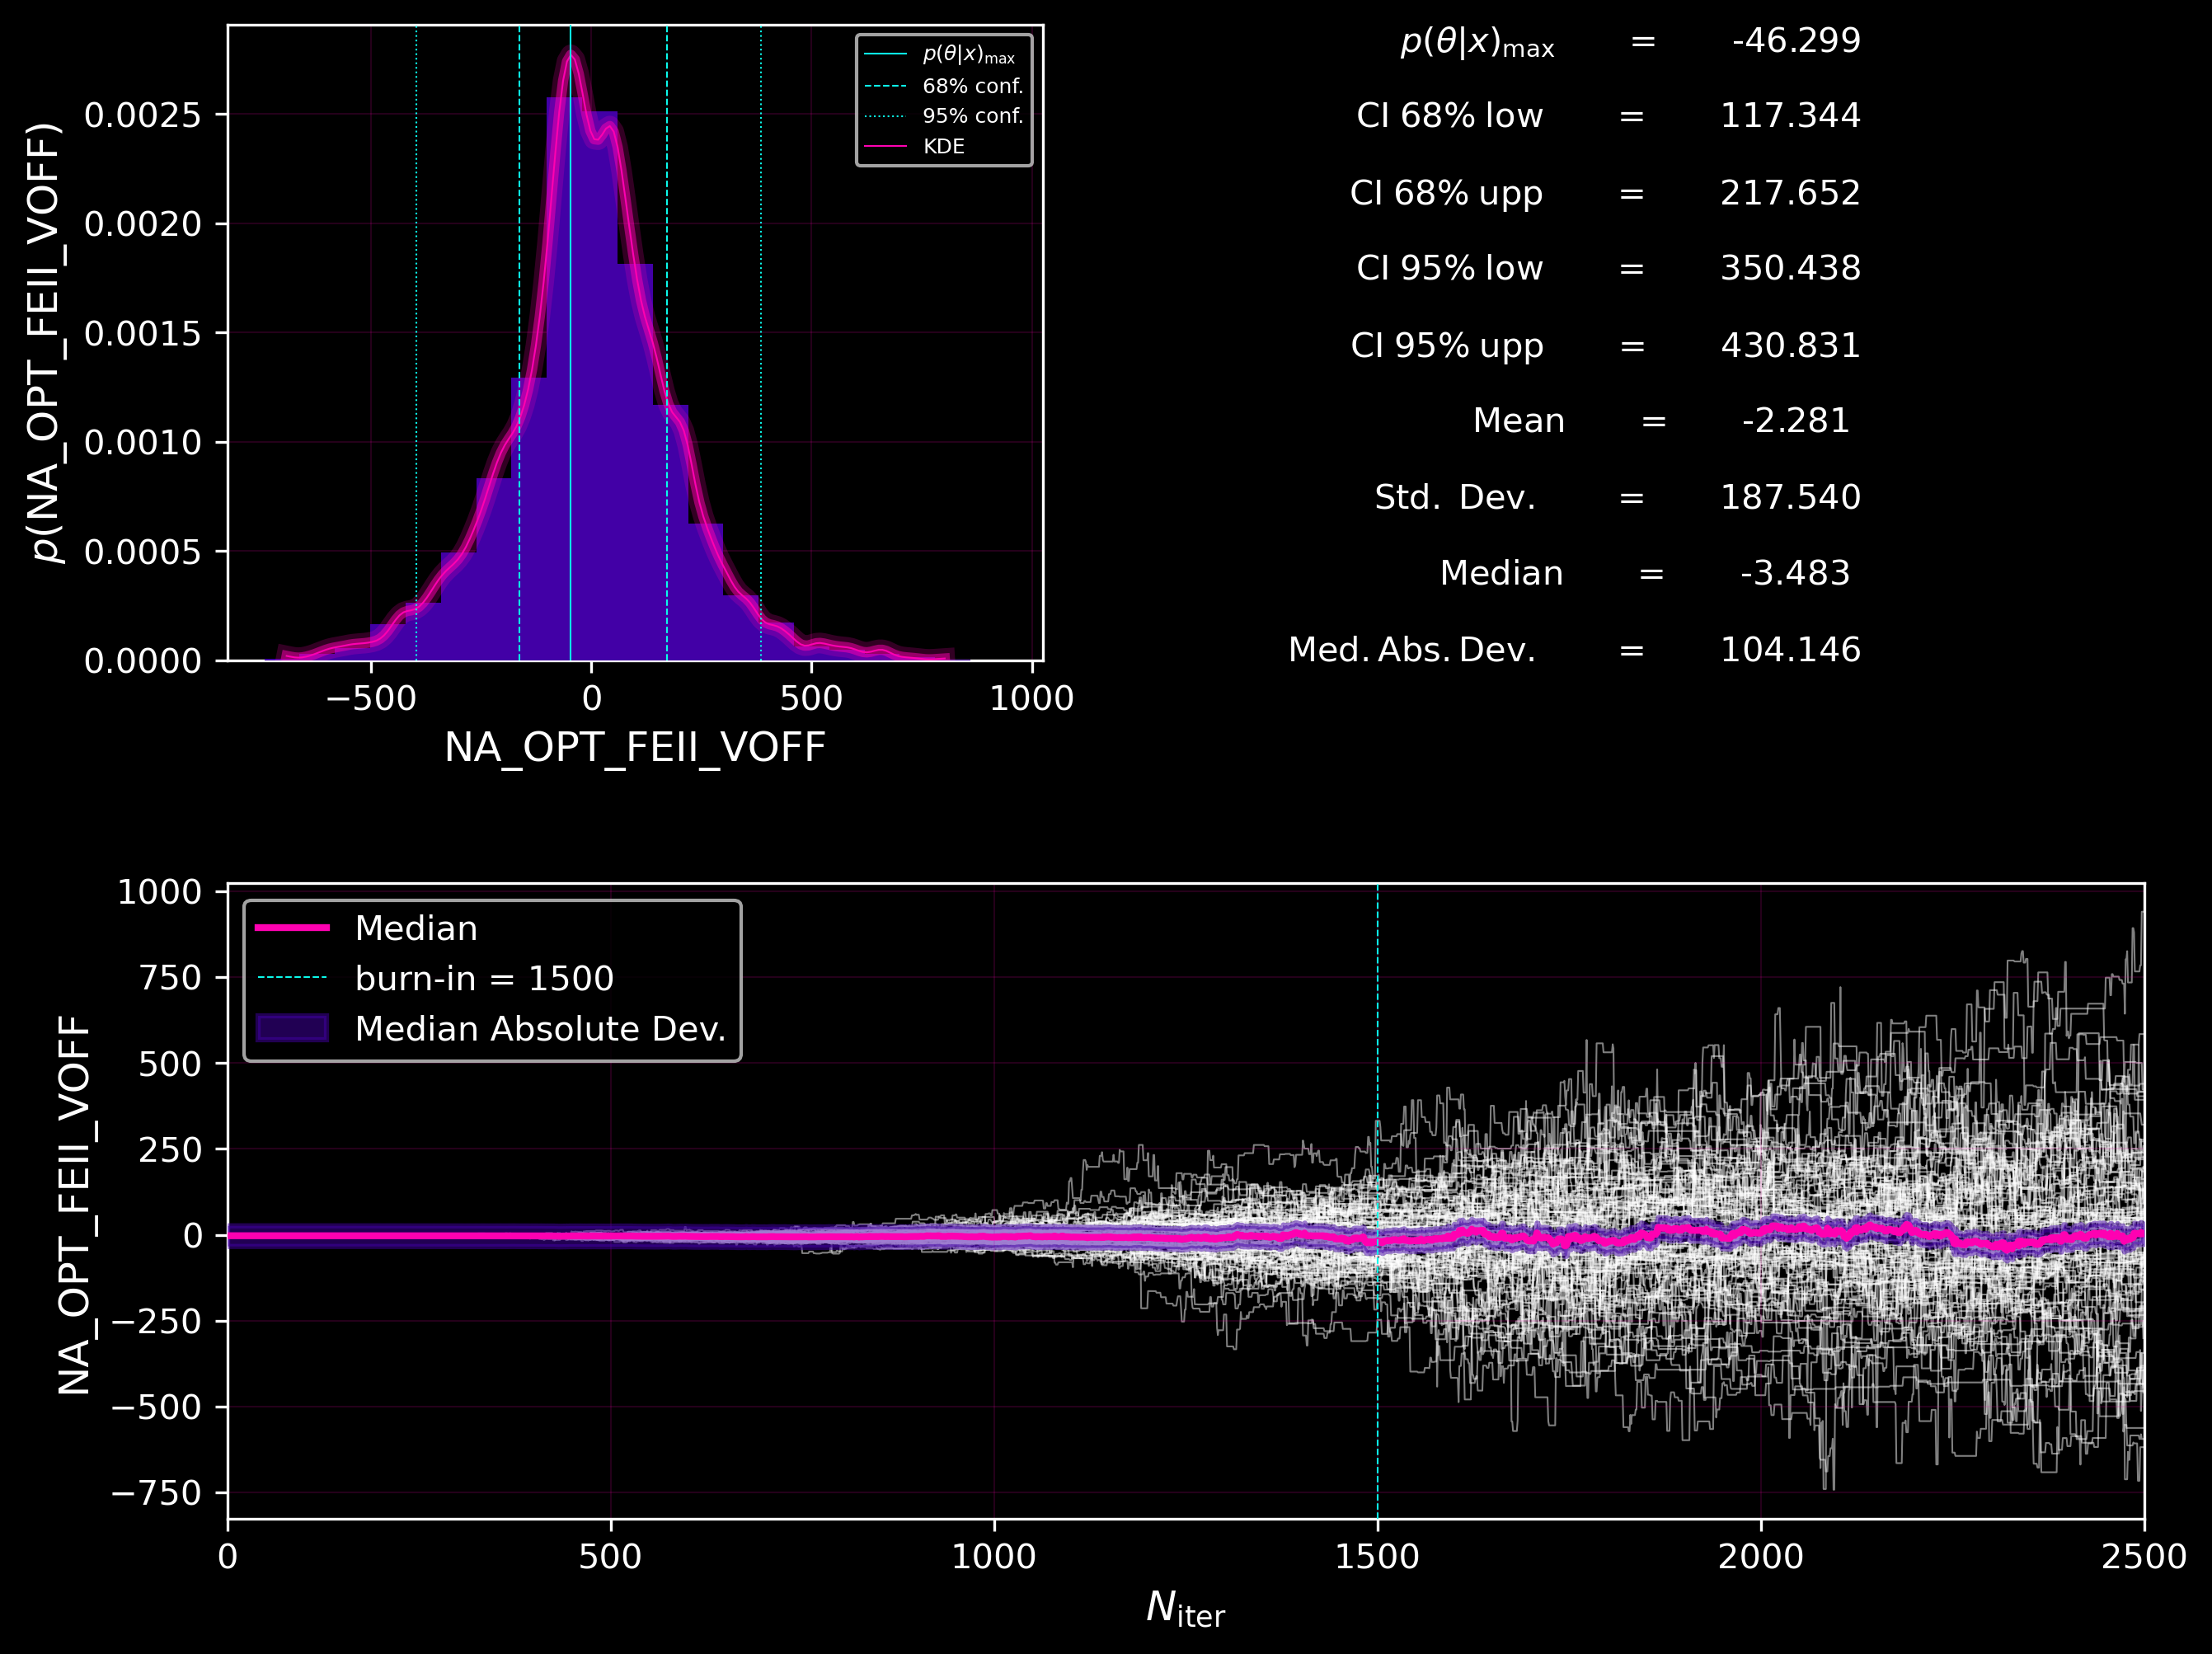 p(NA_OPT_FEII_VOFF)
0.0025
0.0020
0.0015
0.0010
0.0005
0.0000
−500 0 500 1000
NA_OPT_FEII_VOFF
p(θ|x)max
68% conf.
95% conf.
KDE
p(θ|x)max = -46.299
CI 68% low = 117.344
CI 68% upp = 217.652
CI 95% low = 350.438
CI 95% upp = 430.831
Mean = -2.281
Std. Dev. = 187.540
Median = -3.483
Med. Abs. Dev. = 104.146
NA_OPT_FEII_VOFF
1000
750
500
250
0
−250
−500
−750
Median
burn-in = 1500
Median Absolute Dev.
0 500 1000 1500 2000 2500
Niter